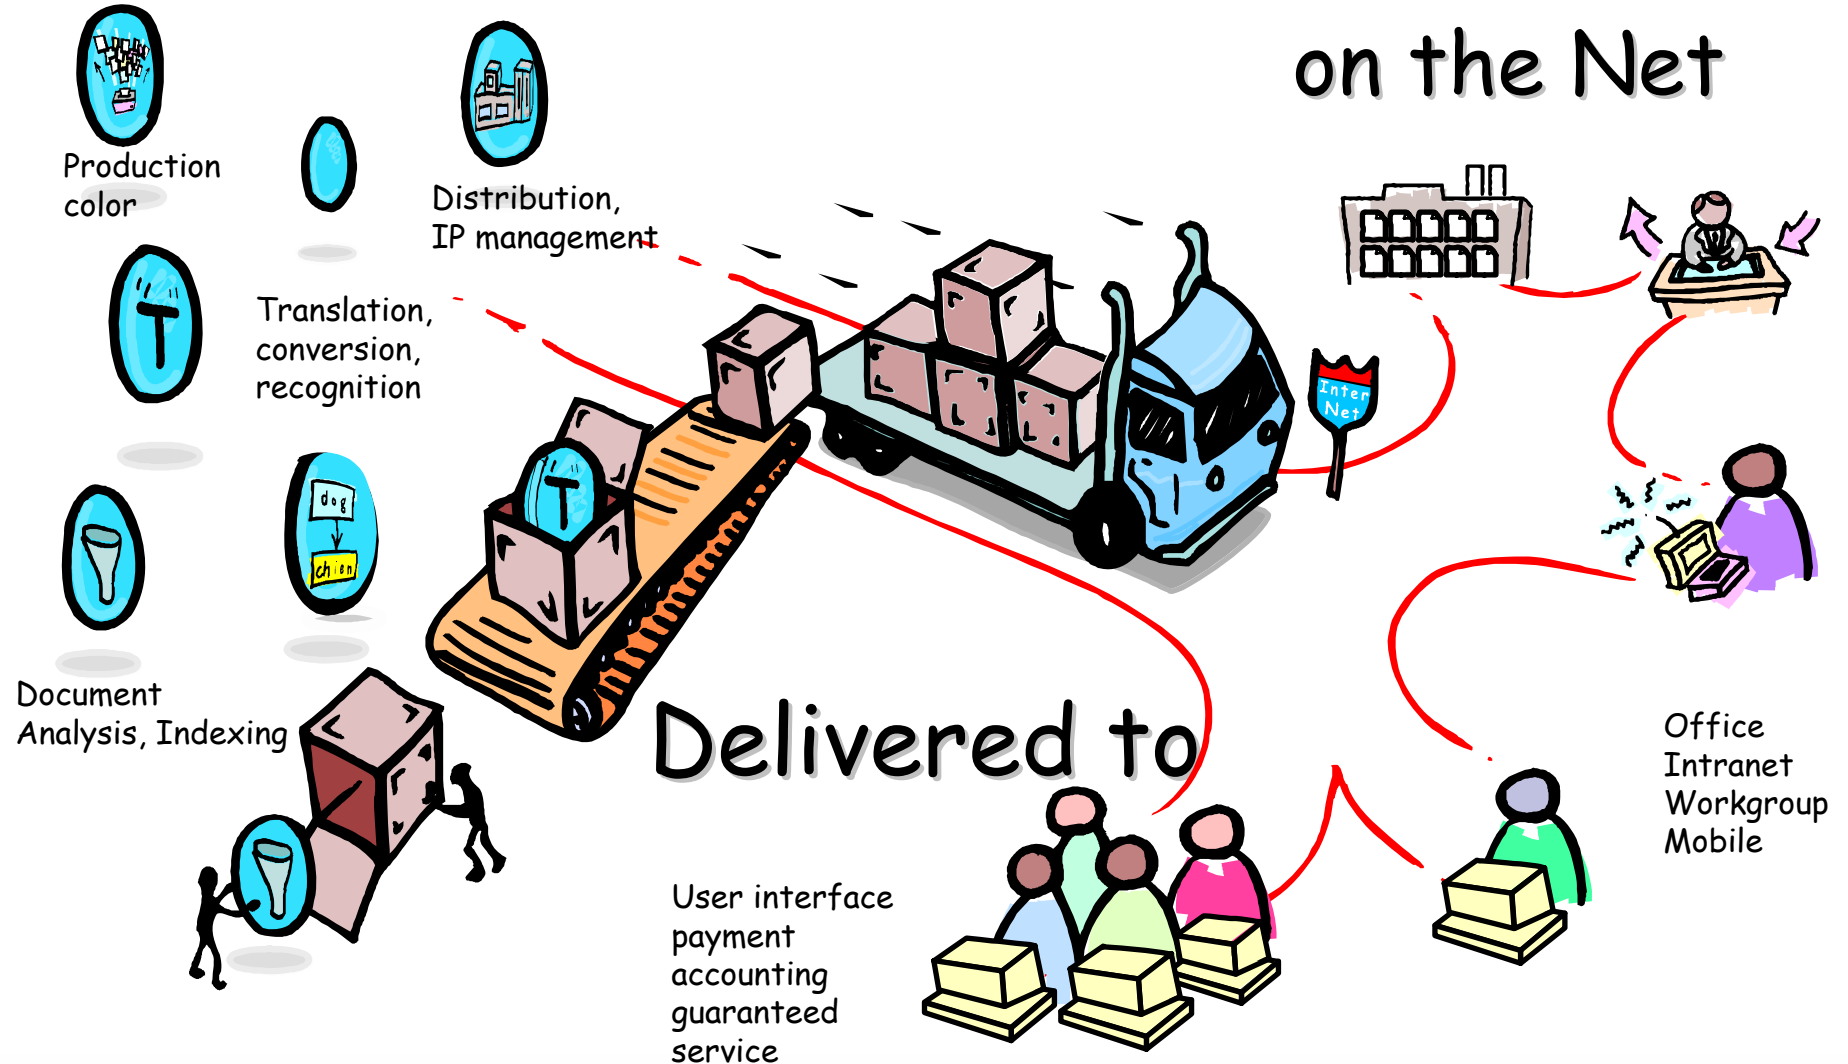 on the Net
Production
color
Distribution,
IP management
Translation,
conversion,
recognition
T
Inter
Net
dog
chien
T
Document
Analysis, Indexing
Delivered to
Office
Intranet
Workgroup
Mobile
User interface
payment
accounting
guaranteed
service